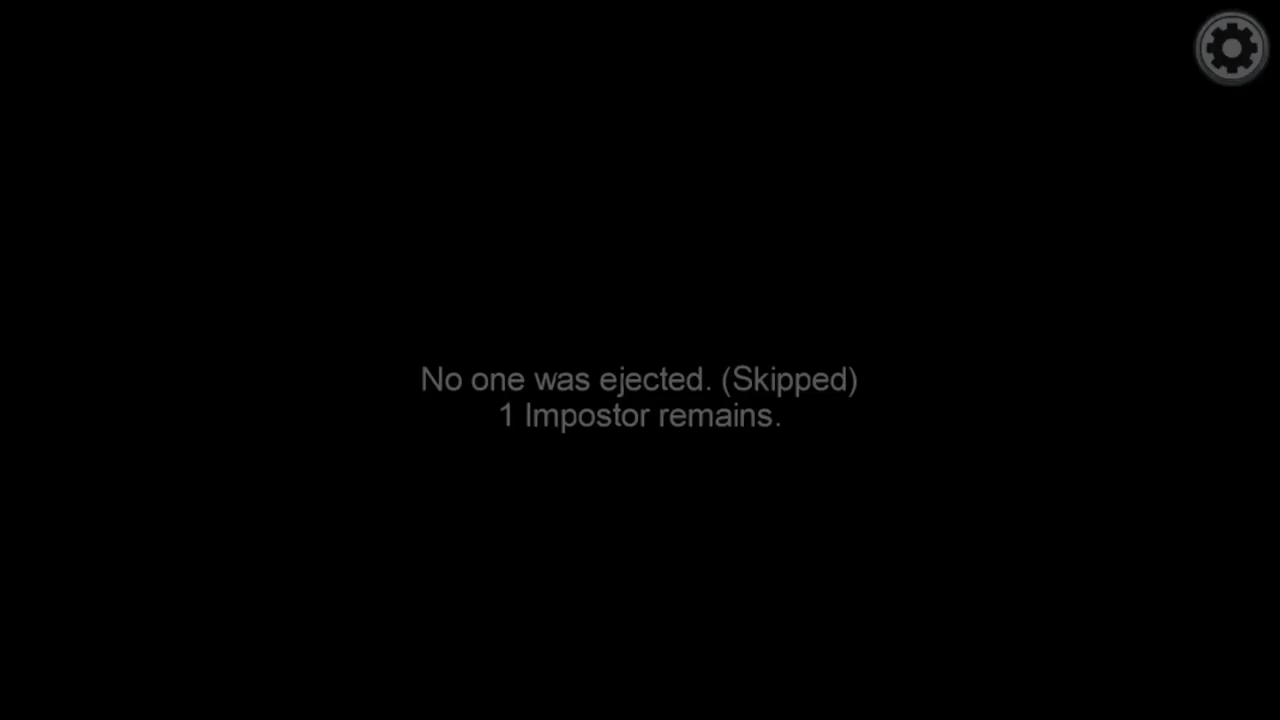 No one was ejected. (Skipped)
1 Impostor remains.